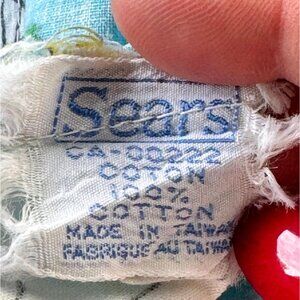 Sears
CA 00222
COTON
100%
COTTON
MADE IN TAIWAN
FABRIQUE AU TAIWAN